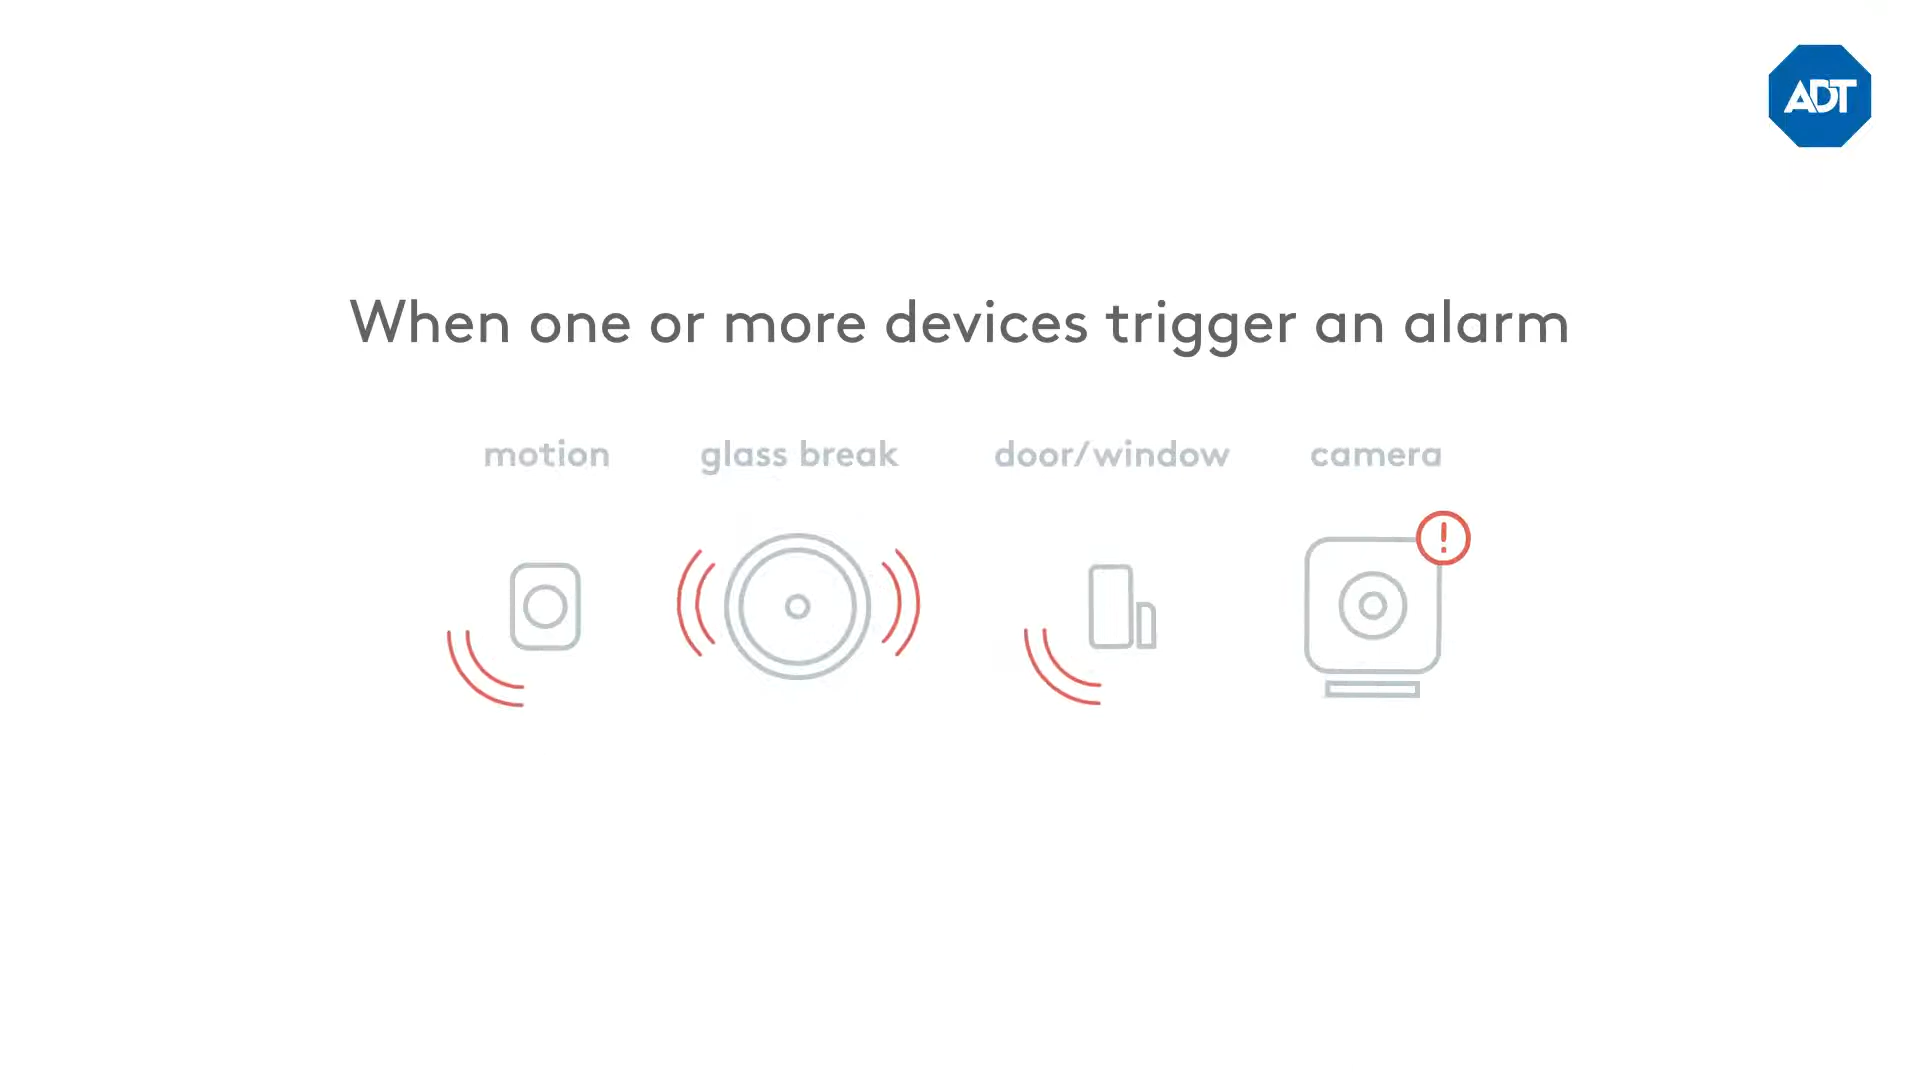 ADT
When one or more devices trigger an alarm
motion glass break door/window camera
!